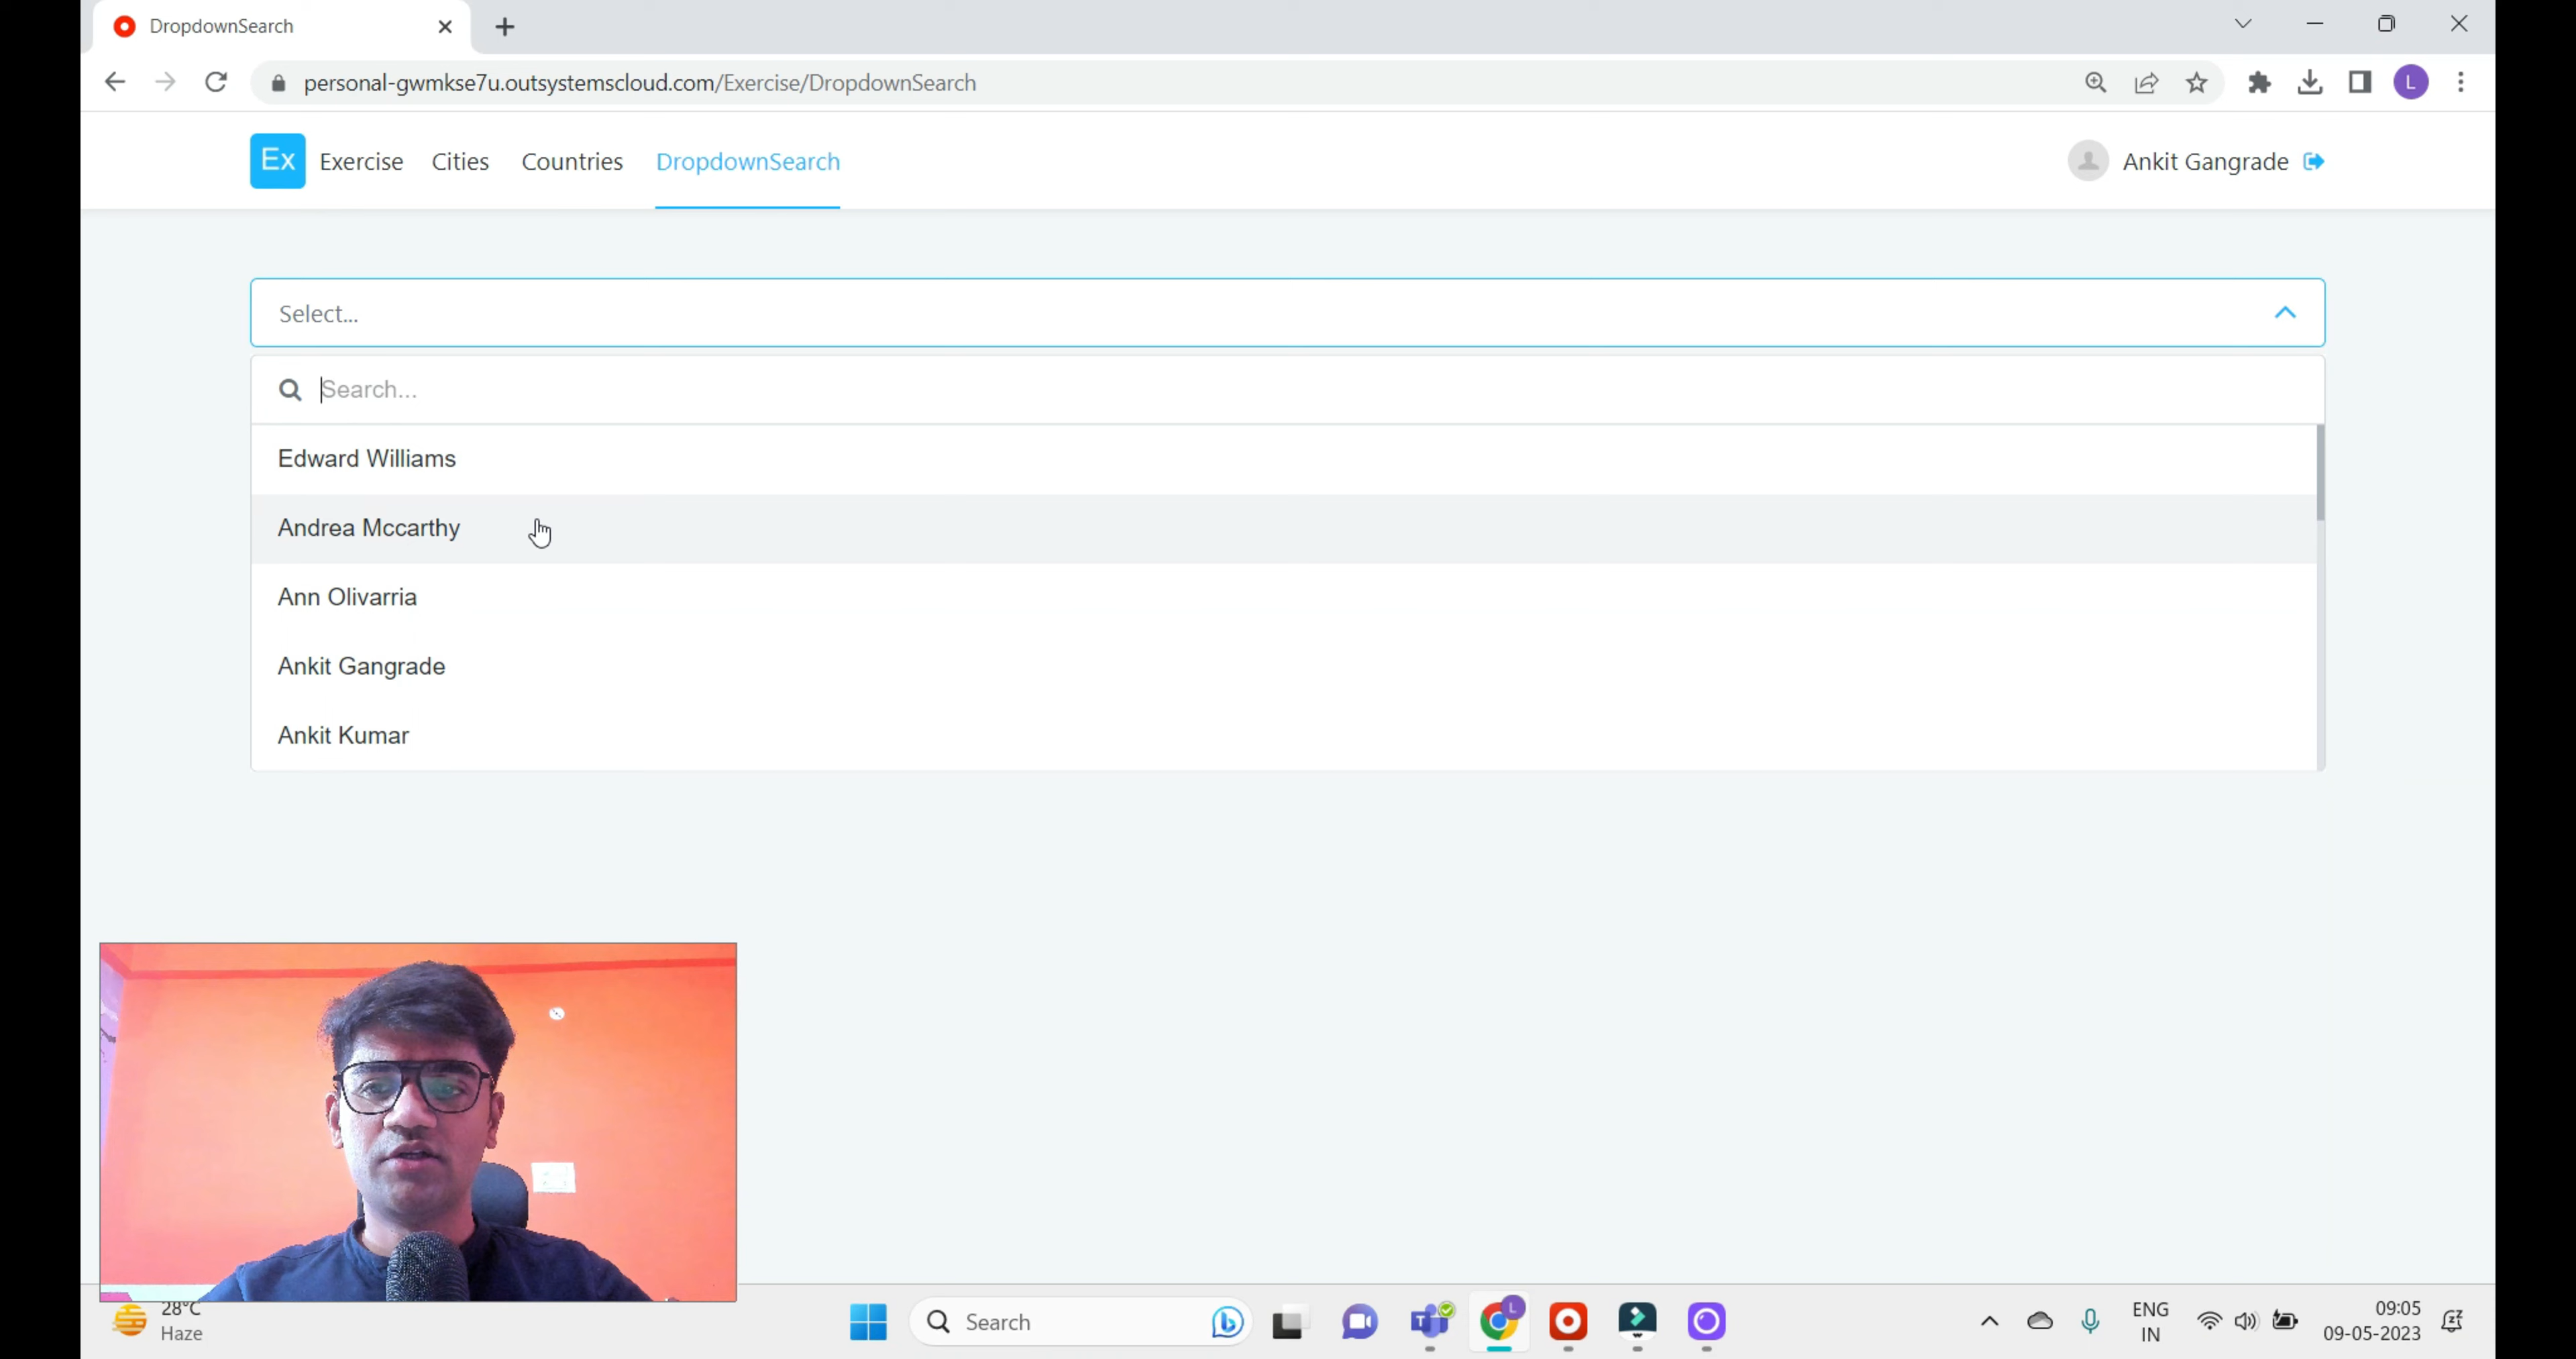 DropdownSearch
personal-gwmkse7u.outsystemscloud.com/Exercise/DropdownSearch
L
Ex Exercise Cities Countries DropdownSearch Ankit Gangrade
Select...
Search...
Edward Williams
Andrea Mccarthy
Ann Olivarria
Ankit Gangrade
Ankit Kumar
28°C
Haze
Search
L
ENG
IN
09:05
09-05-2023